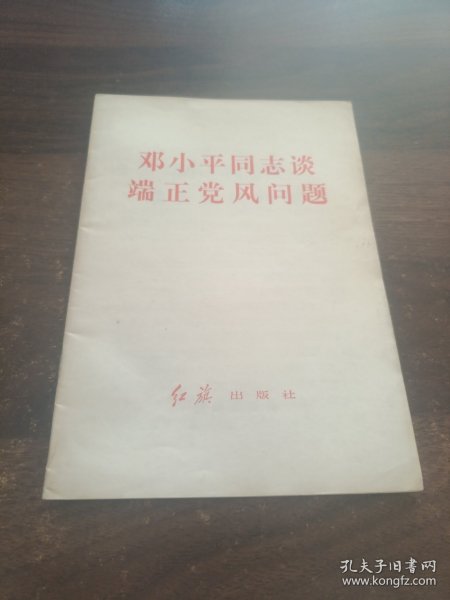 邓小平同志谈
端正党风问题
红旗 出版社
孔夫子旧书网
www.kongfz.com